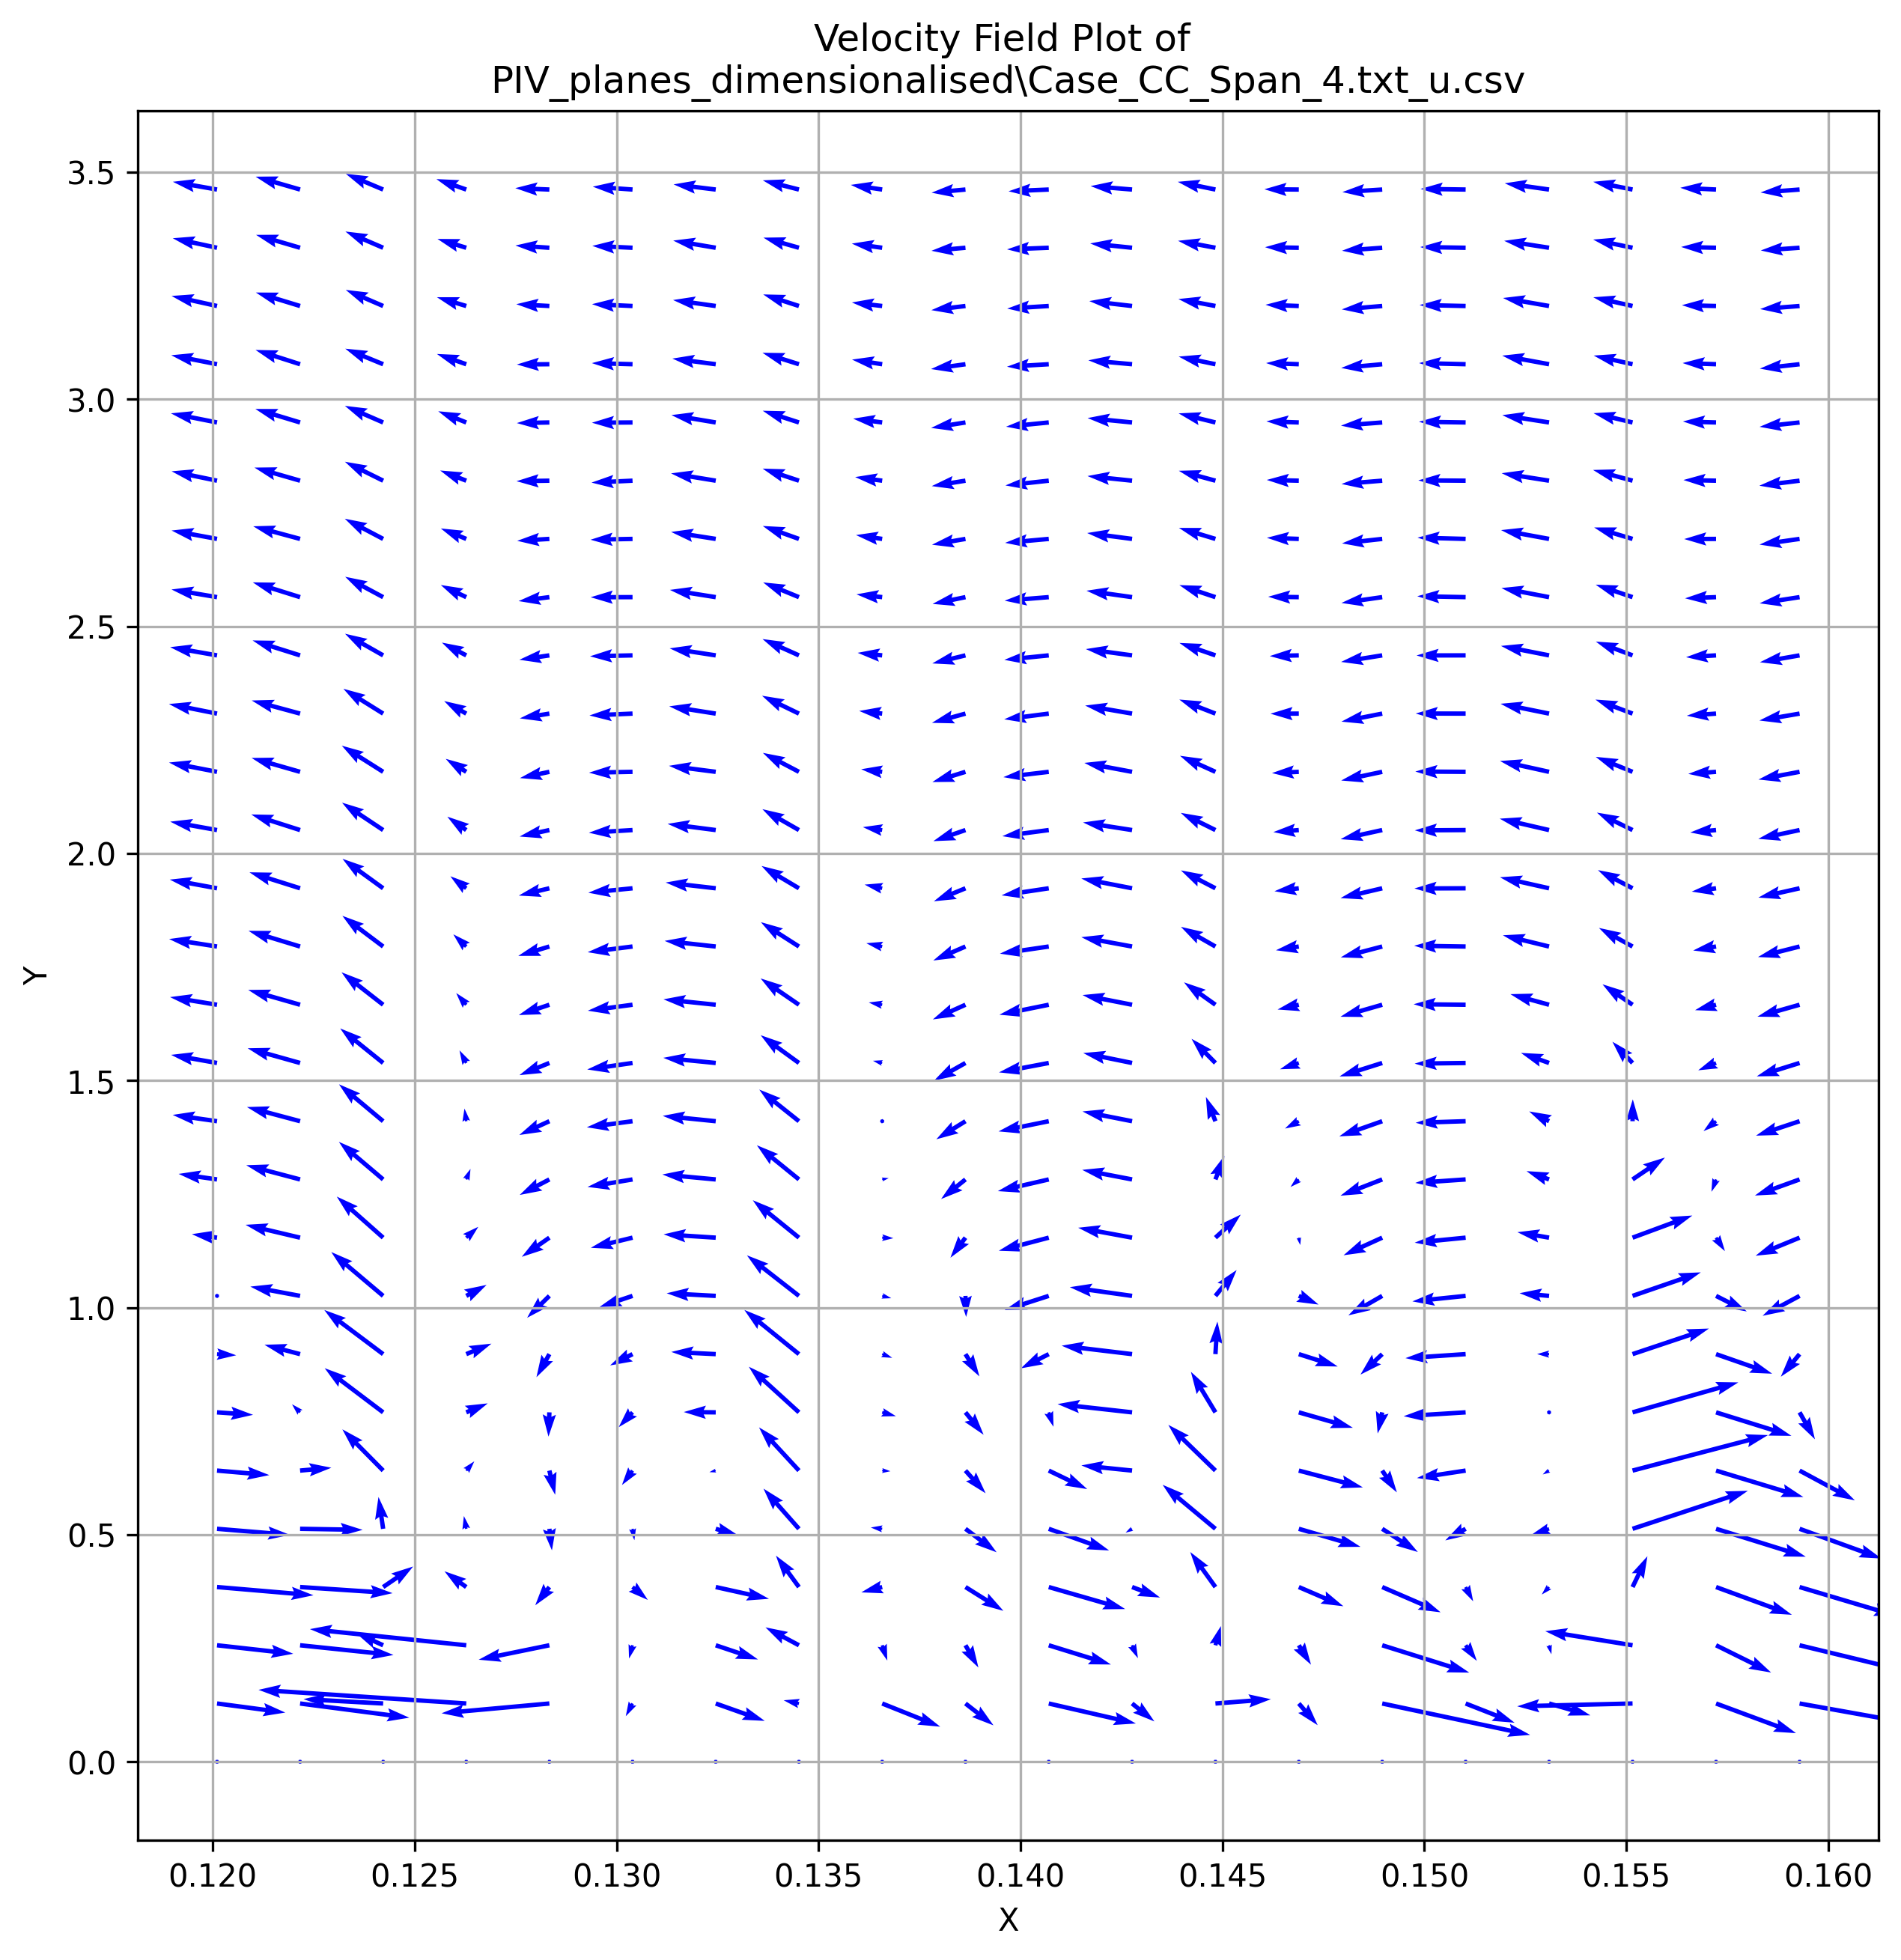 Velocity Field Plot of
PIV_planes_dimensionalised\Case_CC_Span_4.txt_u.csv
3.5
3.0
2.5
2.0
Y
1.5
1.0
0.5
0.0
0.120 0.125 0.130 0.135 0.140 0.145 0.150 0.155 0.160
X